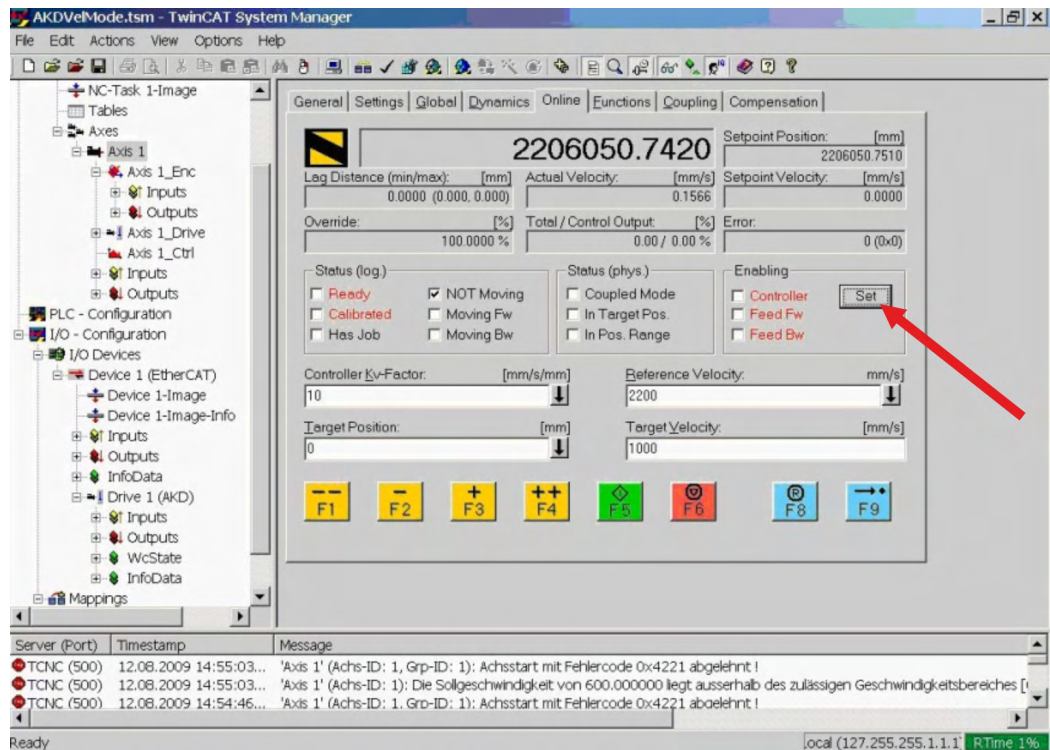 AKDVelMode.tsm - TwinCAT System Manager
File Edit Actions View Options Help
NC-Task 1-Image
Tables
Axes
Axis 1
Axis 1_Enc
Inputs
Outputs
Axis 1_Drive
Axis 1_Ctrl
Inputs
Outputs
PLC - Configuration
I/O - Configuration
I/O Devices
Device 1 (EtherCAT)
Device 1-Image
Device 1-Image-Info
Inputs
Outputs
InfoData
Drive 1 (AKD)
Inputs
Outputs
WcState
InfoData
Mappings
General Settings Global Dynamics Online Functions Coupling Compensation
2206050.7420
Setpoint Position: [mm]
2206050.7510
Lag Distance (min/max): [mm] Actual Velocity: [mm/s] Setpoint Velocity: [mm/s]
0.0000 (0.000, 0.000) 0.1566 0.0000
Override: [%] Total / Control Output: [%] Error:
100.0000 % 0.00 / 0.00 % 0 (0x0)
Status (log.) Status (phys.) Enabling
Ready NOT Moving Coupled Mode Controller Set
Calibrated Moving Fw In Target Pos. Feed Fw
Has Job Moving Bw In Pos. Range Feed Bw
Controller Kv-Factor: [mm/s/mm] Reference Velocity: mm/s]
10 2200
Target Position: [mm] Target Velocity: [mm/s]
0 1000
-- - + ++ R
F1 F2 F3 F4 F5 F6 F8 F9
Server (Port) Timestamp Message
TCNC (500) 12.08.2009 14:55:03... 'Axis 1' (Achs-ID: 1, Grp-ID: 1): Achsstart mit Fehlercode 0x4221 abgelehnt !
TCNC (500) 12.08.2009 14:55:03... 'Axis 1' (Achs-ID: 1): Die Sollgeschwindigkeit von 600.000000 liegt ausserhalb des zulässigen Geschwindigkeitsbereiches [
TCNC (500) 12.08.2009 14:54:46... 'Axis 1' (Achs-ID: 1, Grp-ID: 1): Achsstart mit Fehlercode 0x4221 abgelehnt !
Ready ocal (127.255.255.1.1.1 RTime 1%